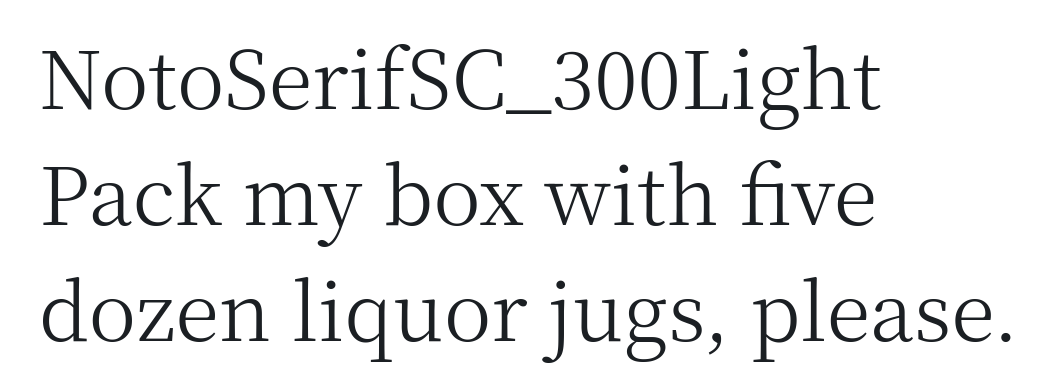 NotoSerifSC_300Light
Pack my box with five
dozen liquor jugs, please.